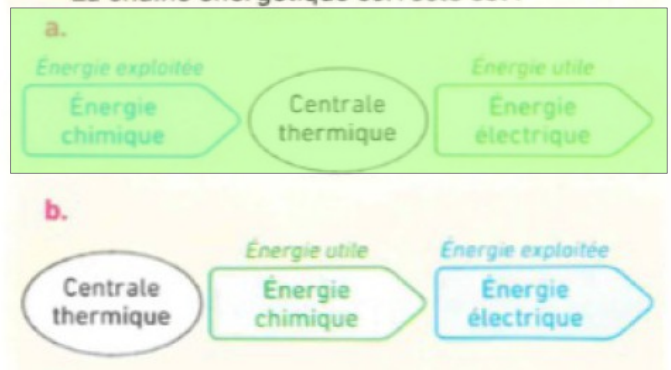 a.
Énergie exploitée
Énergie utile
Énergie
chimique
Centrale
thermique
Énergie
électrique
b.
Énergie utile
Énergie exploitée
Centrale
thermique
Énergie
chimique
Énergie
électrique